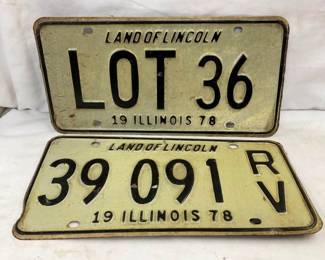 LAND OF LINCOLN
LOT 36
19 ILLINOIS 78
LAND OF LINCOLN
39 091 RV
19 ILLINOIS 78